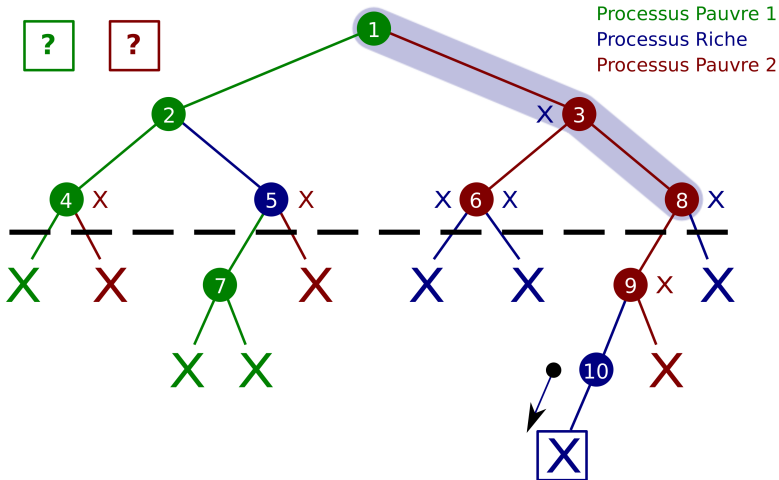 Processus Pauvre 1
Processus Riche
Processus Pauvre 2
? ?
1
2 X 3
4 X 5 X X 6 X 8 X
X X 7 X X X 9 X X
X X 10 X
X